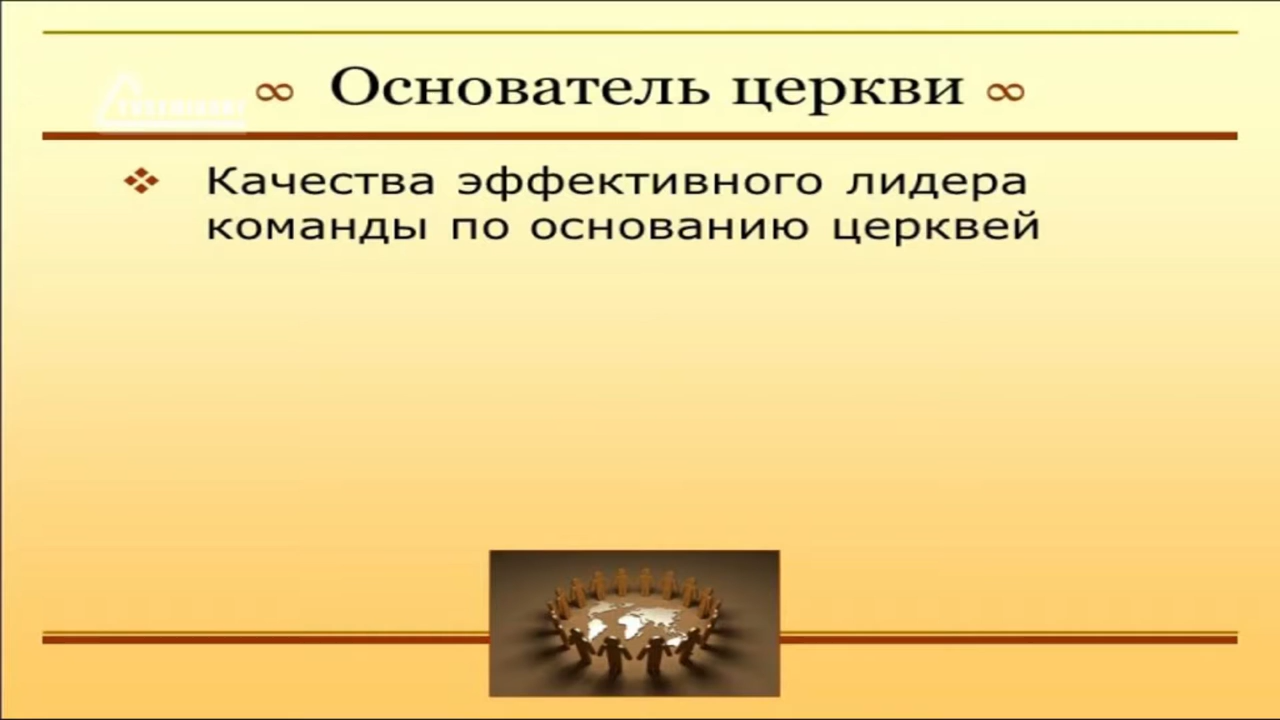 ∞ Основатель церкви ∞
Качества эффективного лидера
команды по основанию церквей